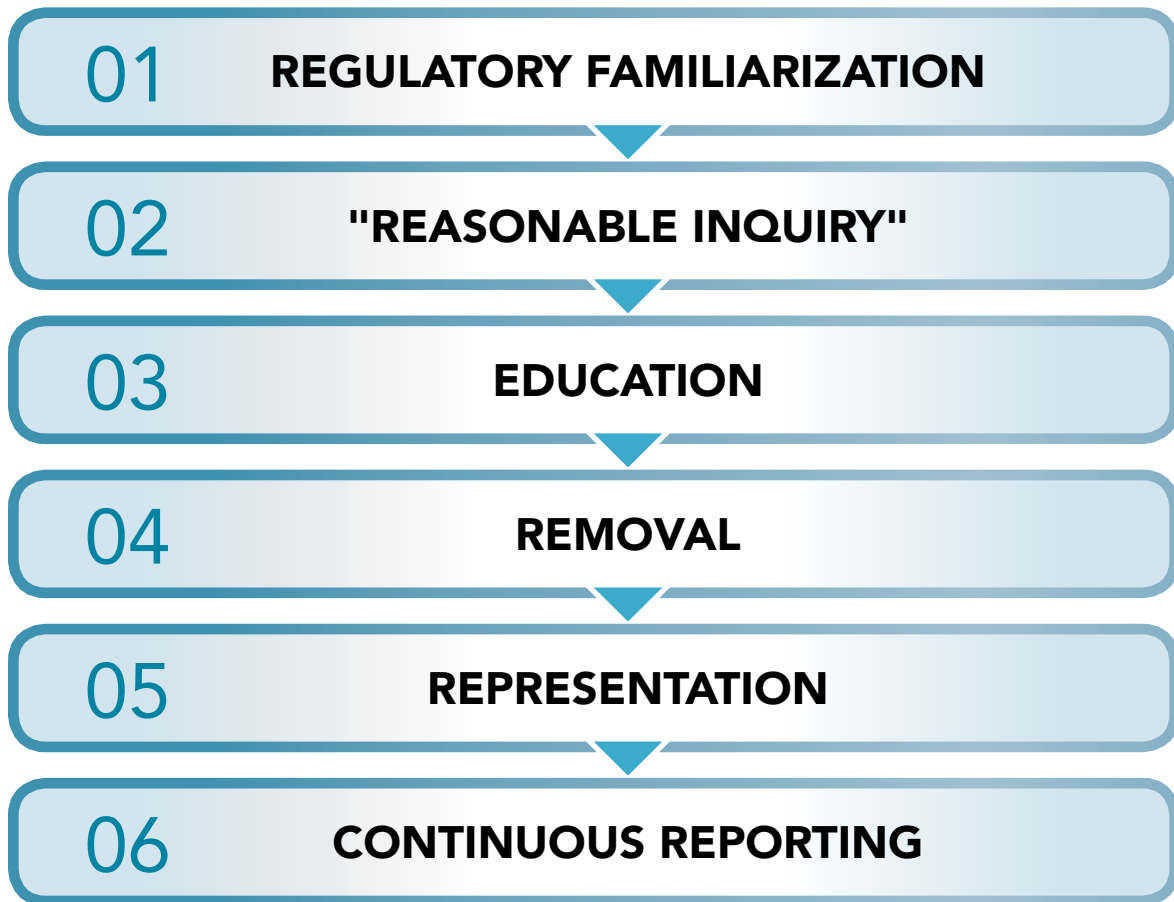 01 REGULATORY FAMILIARIZATION
02 "REASONABLE INQUIRY"
03 EDUCATION
04 REMOVAL
05 REPRESENTATION
06 CONTINUOUS REPORTING